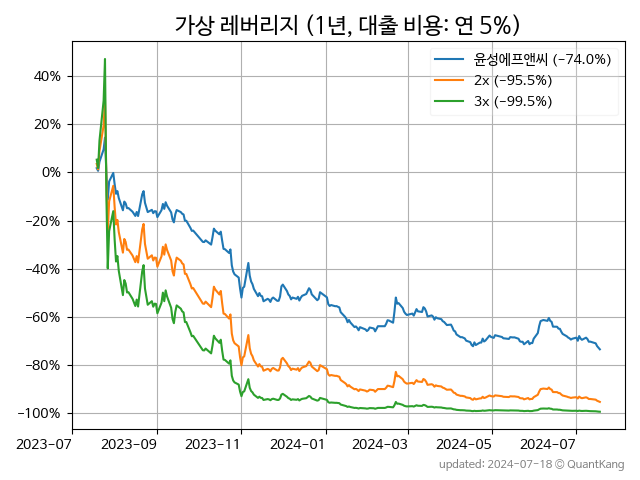 가상 레버리지 (1년, 대출 비용: 연 5%)
윤성에프앤씨 (-74.0%)
2x (-95.5%)
3x (-99.5%)
40%
20%
0%
-20%
-40%
-60%
-80%
-100%
2023-07 2023-09 2023-11 2024-01 2024-03 2024-05 2024-07
updated: 2024-07-18 © QuantKang